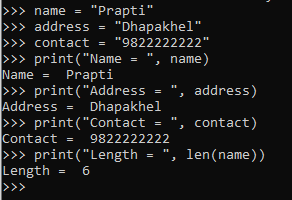 >>> name = "Prapti"
>>> address = "Dhapakhel"
>>> contact = "9822222222"
>>> print("Name = ", name)
Name =  Prapti
>>> print("Address = ", address)
Address =  Dhapakhel
>>> print("Contact = ", contact)
Contact =  9822222222
>>> print("Length = ", len(name))
Length =  6
>>>